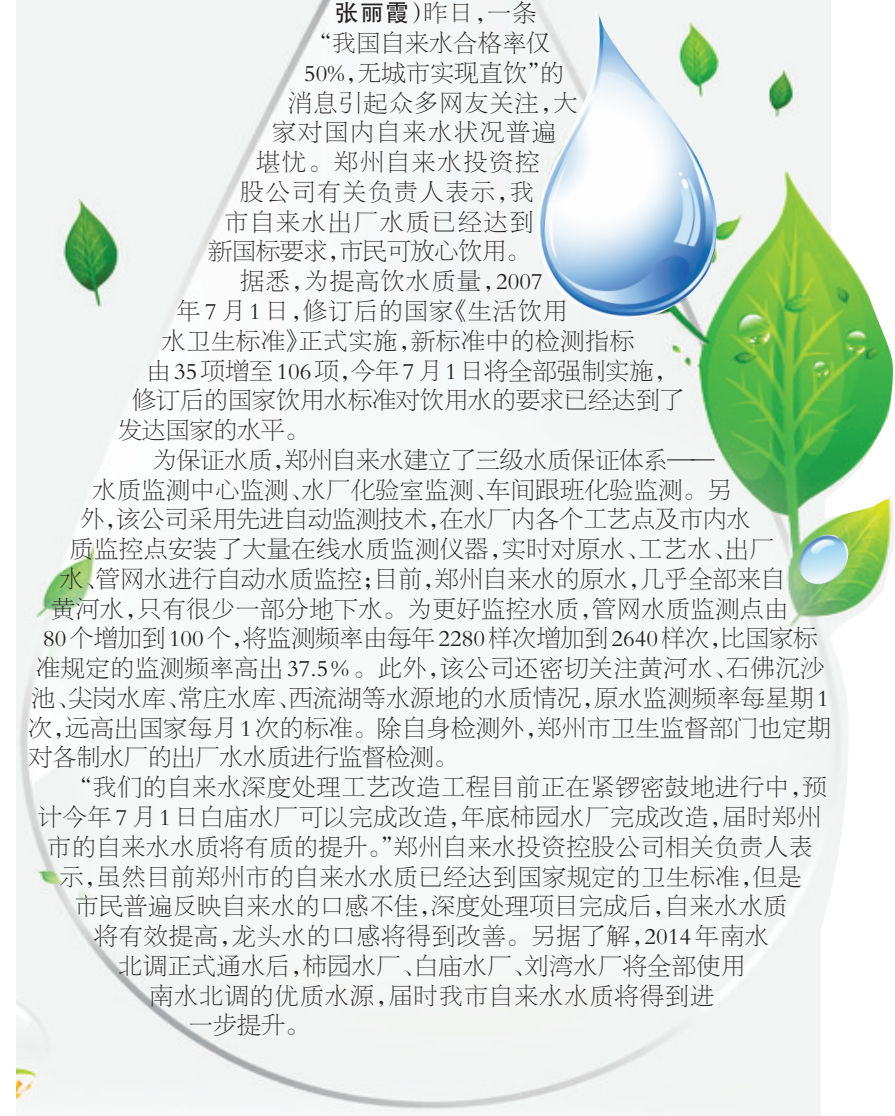 张丽霞)昨日,一条
“我国自来水合格率仅
50%,无城市实现直饮”的
消息引起众多网友关注,大
家对国内自来水状况普遍
堪忧。郑州自来水投资控
股公司有关负责人表示,我
市自来水出厂水质已经达到
新国标要求,市民可放心饮用。
据悉,为提高饮水质量,2007
年7月1日,修订后的国家《生活饮用
水卫生标准》正式实施,新标准中的检测指标
由35项增至106项,今年7月1日将全部强制实施,
修订后的国家饮用水标准对饮用水的要求已经达到了
发达国家的水平。
为保证水质,郑州自来水建立了三级水质保证体系——
水质监测中心监测、水厂化验室监测、车间跟班化验监测。另
外,该公司采用先进自动监测技术,在水厂内各个工艺点及市内水
质监控点安装了大量在线水质监测仪器,实时对原水、工艺水、出厂
水、管网水进行自动水质监控;目前,郑州自来水的原水,几乎全部来自
黄河水,只有很少一部分地下水。为更好监控水质,管网水质监测点由
80个增加到100个,将监测频率由每年2280样次增加到2640样次,比国家标
准规定的监测频率高出37.5%。此外,该公司还密切关注黄河水、石佛沉沙
池、尖岗水库、常庄水库、西流湖等水源地的水质情况,原水监测频率每星期1
次,远高出国家每月1次的标准。除自身检测外,郑州市卫生监督部门也定期
对各制水厂的出厂水水质进行监督检测。
“我们的自来水深度处理工艺改造工程目前正在紧锣密鼓地进行中,预
计今年7月1日白庙水厂可以完成改造,年底柿园水厂完成改造,届时郑州
市的自来水水质将有质的提升。”郑州自来水投资控股公司相关负责人表
示,虽然目前郑州市的自来水水质已经达到国家规定的卫生标准,但是
市民普遍反映自来水的口感不佳,深度处理项目完成后,自来水水质
将有效提高,龙头水的口感将得到改善。另据了解,2014年南水
北调正式通水后,柿园水厂、白庙水厂、刘湾水厂将全部使用
南水北调的优质水源,届时我市自来水水质将得到进
一步提升。